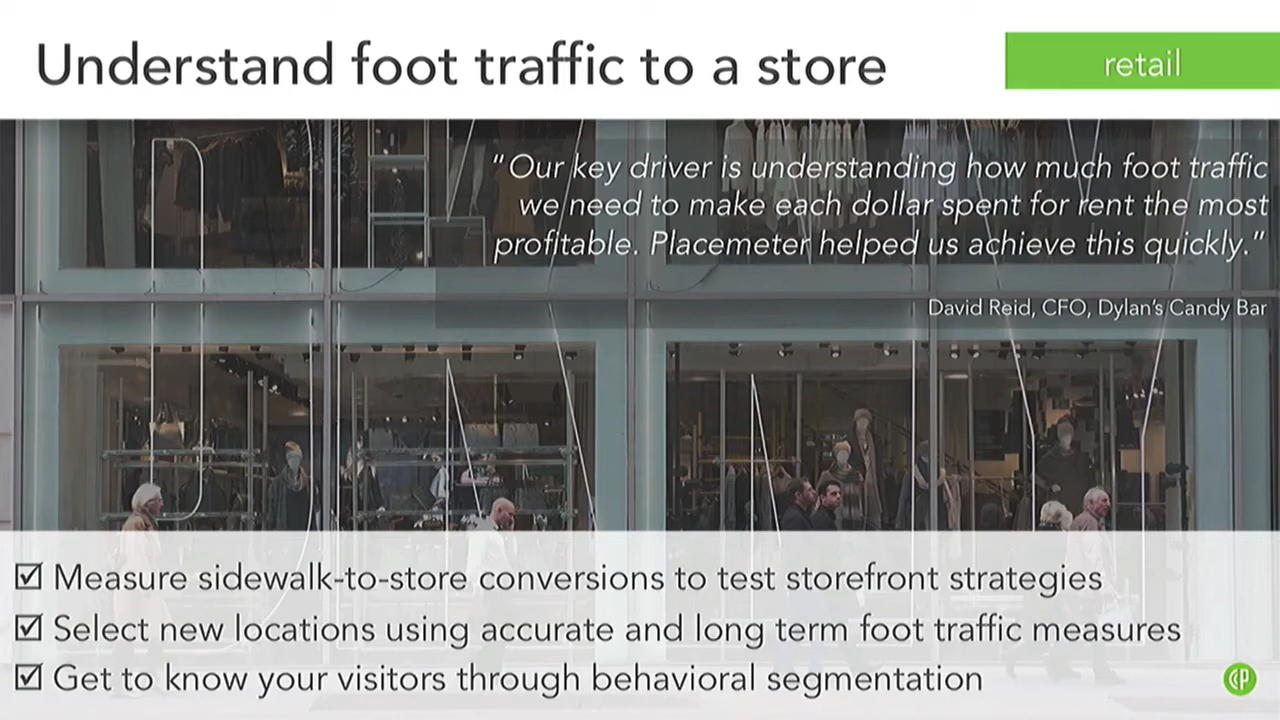 Understand foot traffic to a store
retail
“Our key driver is understanding how much foot traffic
we need to make each dollar spent for rent the most
profitable. Placemeter helped us achieve this quickly.”
David Reid, CFO, Dylan’s Candy Bar
☑ Measure sidewalk-to-store conversions to test storefront strategies
☑ Select new locations using accurate and long term foot traffic measures
☑ Get to know your visitors through behavioral segmentation